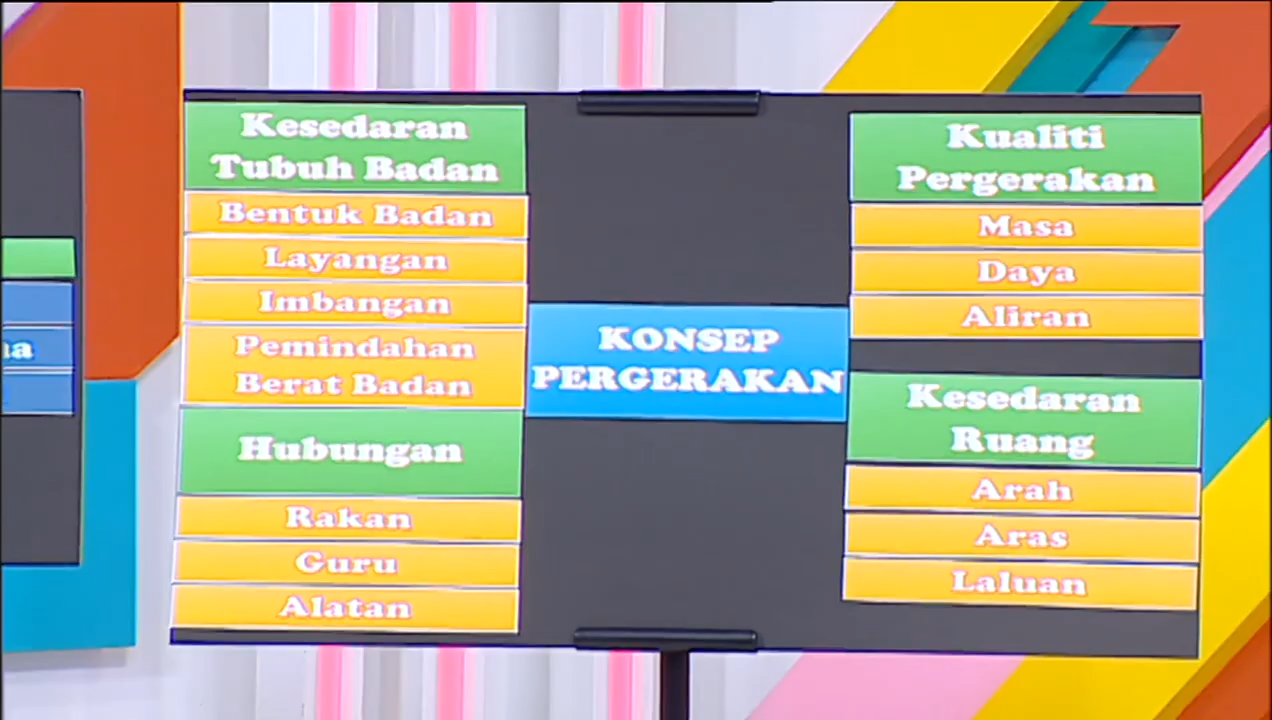 Kesedaran
Tubuh Badan
Bentuk Badan
Layangan
Imbangan
Pemindahan
Berat Badan
Hubungan
Rakan
Guru
Alatan
KONSEP
PERGERAKAN
Kualiti
Pergerakan
Masa
Daya
Aliran
Kesedaran
Ruang
Arah
Aras
Laluan